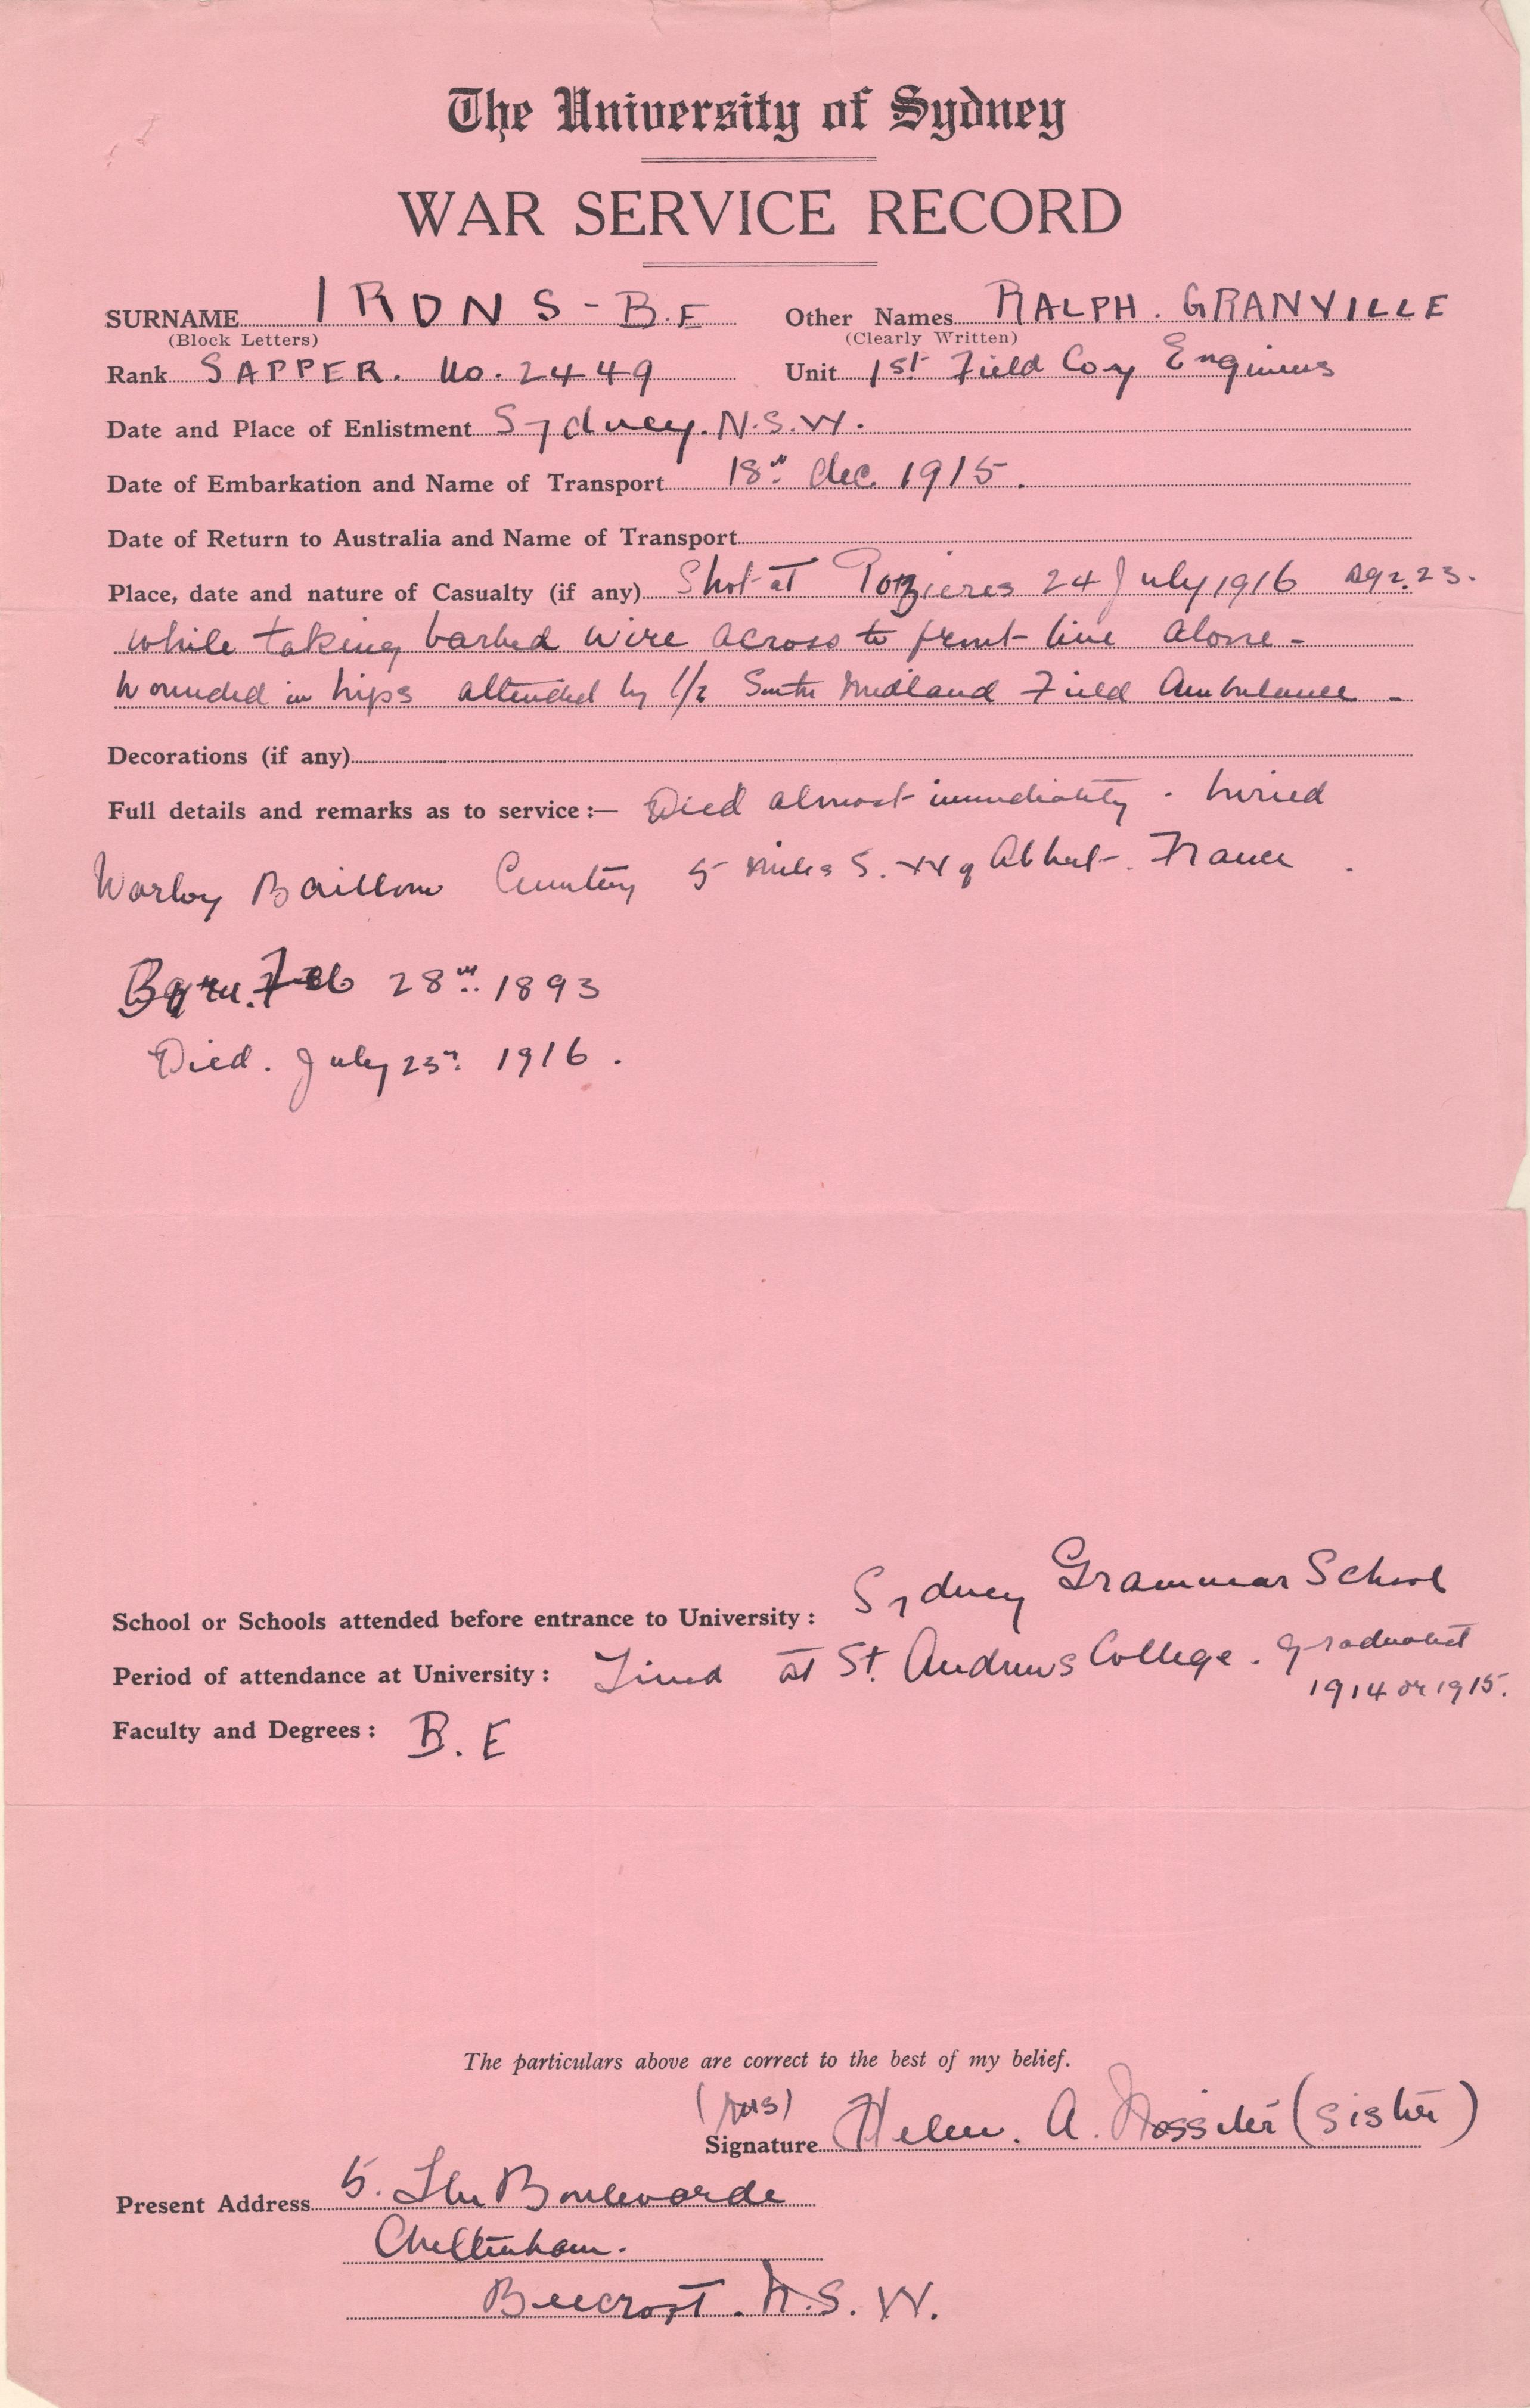 The University of Sydney
WAR SERVICE RECORD
SURNAME IRONS - B.E Other Names RALPH. GRANVILLE
(Block Letters) (Clearly Written)
Rank SAPPER. No. 2449 Unit 1st Field Coy Engineers
Date and Place of Enlistment Sydney. N.S.W.
Date of Embarkation and Name of Transport 18th Dec. 1915.
Date of Return to Australia and Name of Transport
Place, date and nature of Casualty (if any) Shot at Pozieres 24 July 1916 age. 23.
while taking barbed wire across to front line alone -
wounded in hips attended by 1/2 South Midland Field Ambulance -
Decorations (if any)
Full details and remarks as to service :— Died almost immediately . buried
Warloy Baillon Cemetery 5 miles S. W of Albert. France .
Born. Feb 28th. 1893
Died. July 25th 1916 .
School or Schools attended before entrance to University : Sydney Grammar School
Period of attendance at University : Lived at St. Andrews College . graduated
1914 or 1915.
Faculty and Degrees : B. E
The particulars above are correct to the best of my belief.
(Mrs)
Signature Helen. A. (sister)
Present Address 5. The Boulevarde
Cheltenham.
Beecroft. N.S.W.